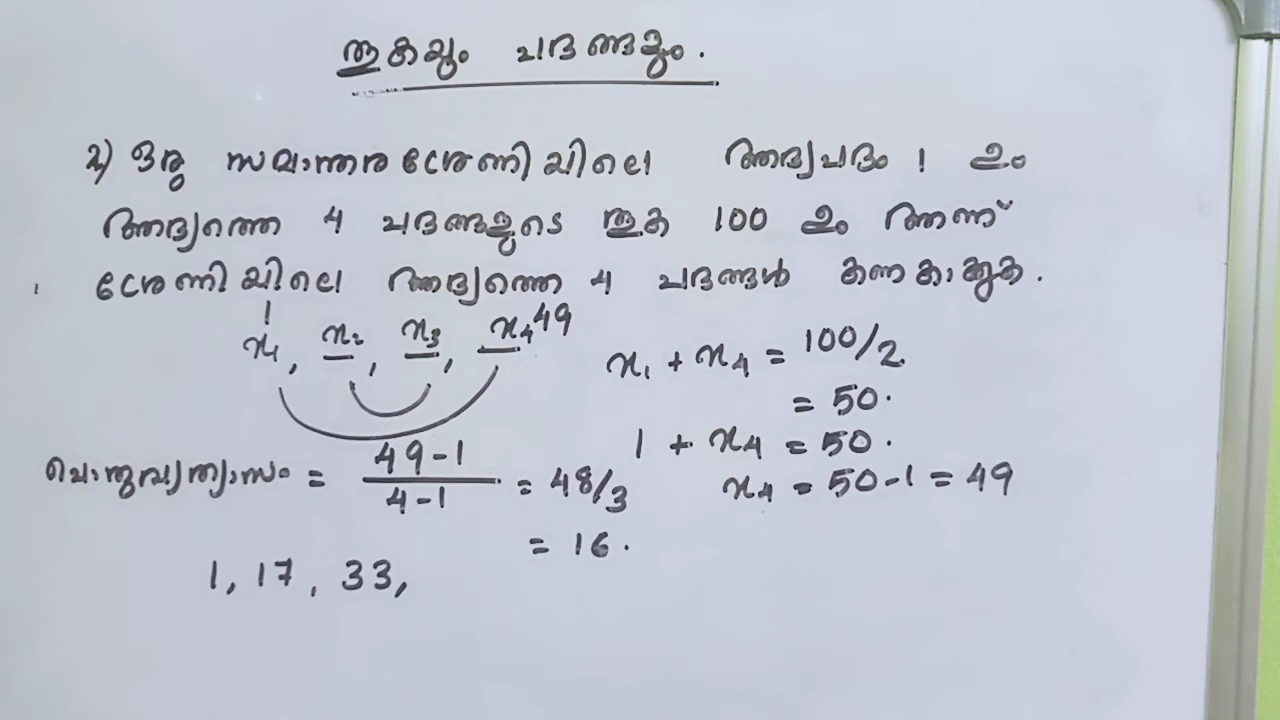 തുകയും പദങ്ങളും.
2) ഒരു സമാന്തരശ്രേണിയിലെ ആദ്യപദം 1 ഉം
ആദ്യത്തെ 4 പദങ്ങളുടെ തുക 100 ഉം ആണ്
ശ്രേണിയിലെ ആദ്യത്തെ 4 പദങ്ങൾ കണക്കാക്കുക.
1
x₁, x₂, x₃, x₄ 49
x₁ + x₄ = 100/2
= 50.
1 + x₄ = 50.
x₄ = 50-1 = 49
പൊതുവ്യത്യാസം = 49-1 / 4-1 = 48/3
= 16.
1, 17, 33,